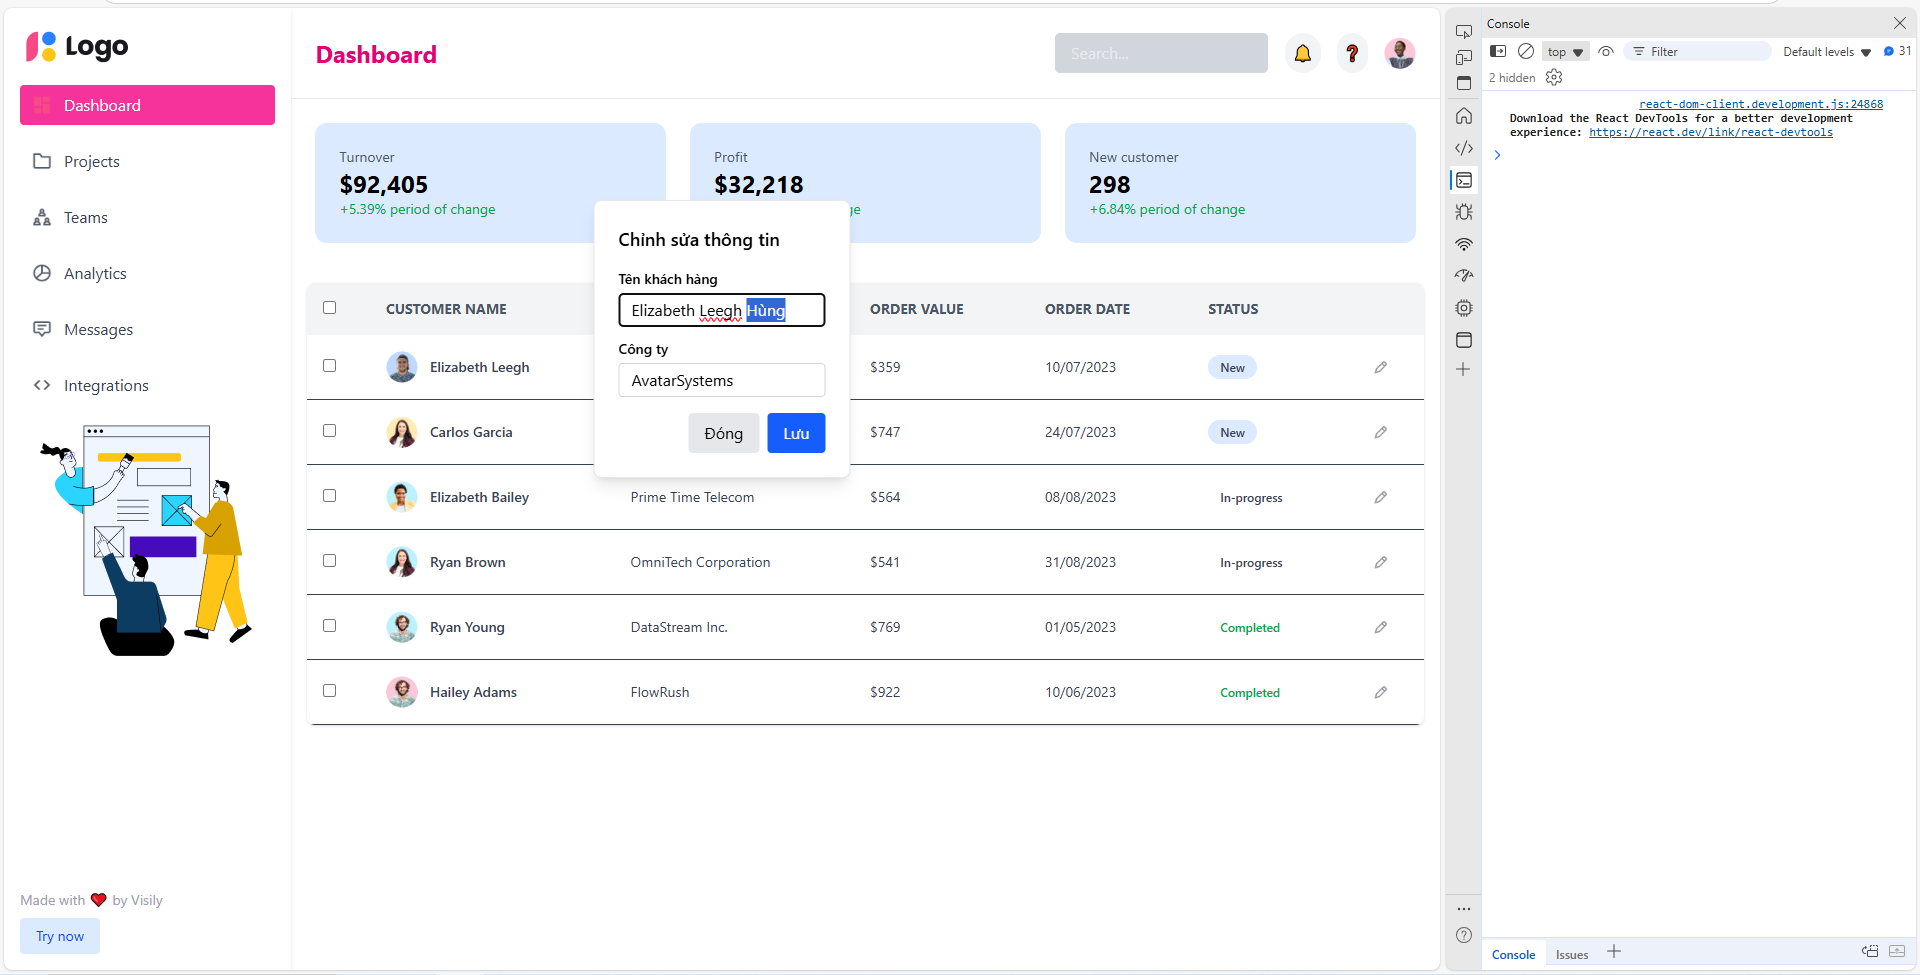 Logo
Dashboard
Projects
Teams
Analytics
Messages
Integrations
Made with by Visily
Try now
Dashboard
Search...
Turnover
$92,405
+5.39% period of change
Profit
$32,218
ge
New customer
298
+6.84% period of change
Chỉnh sửa thông tin
Tên khách hàng
Elizabeth Leegh Hùng
Công ty
AvatarSystems
Đóng Lưu
CUSTOMER NAME ORDER VALUE ORDER DATE STATUS
Elizabeth Leegh $359 10/07/2023 New
Carlos Garcia $747 24/07/2023 New
Elizabeth Bailey Prime Time Telecom $564 08/08/2023 In-progress
Ryan Brown OmniTech Corporation $541 31/08/2023 In-progress
Ryan Young DataStream Inc. $769 01/05/2023 Completed
Hailey Adams FlowRush $922 10/06/2023 Completed
Console
top Filter Default levels 31
2 hidden
react-dom-client.development.js:24868
Download the React DevTools for a better development
experience: https://react.dev/link/react-devtools
Console Issues